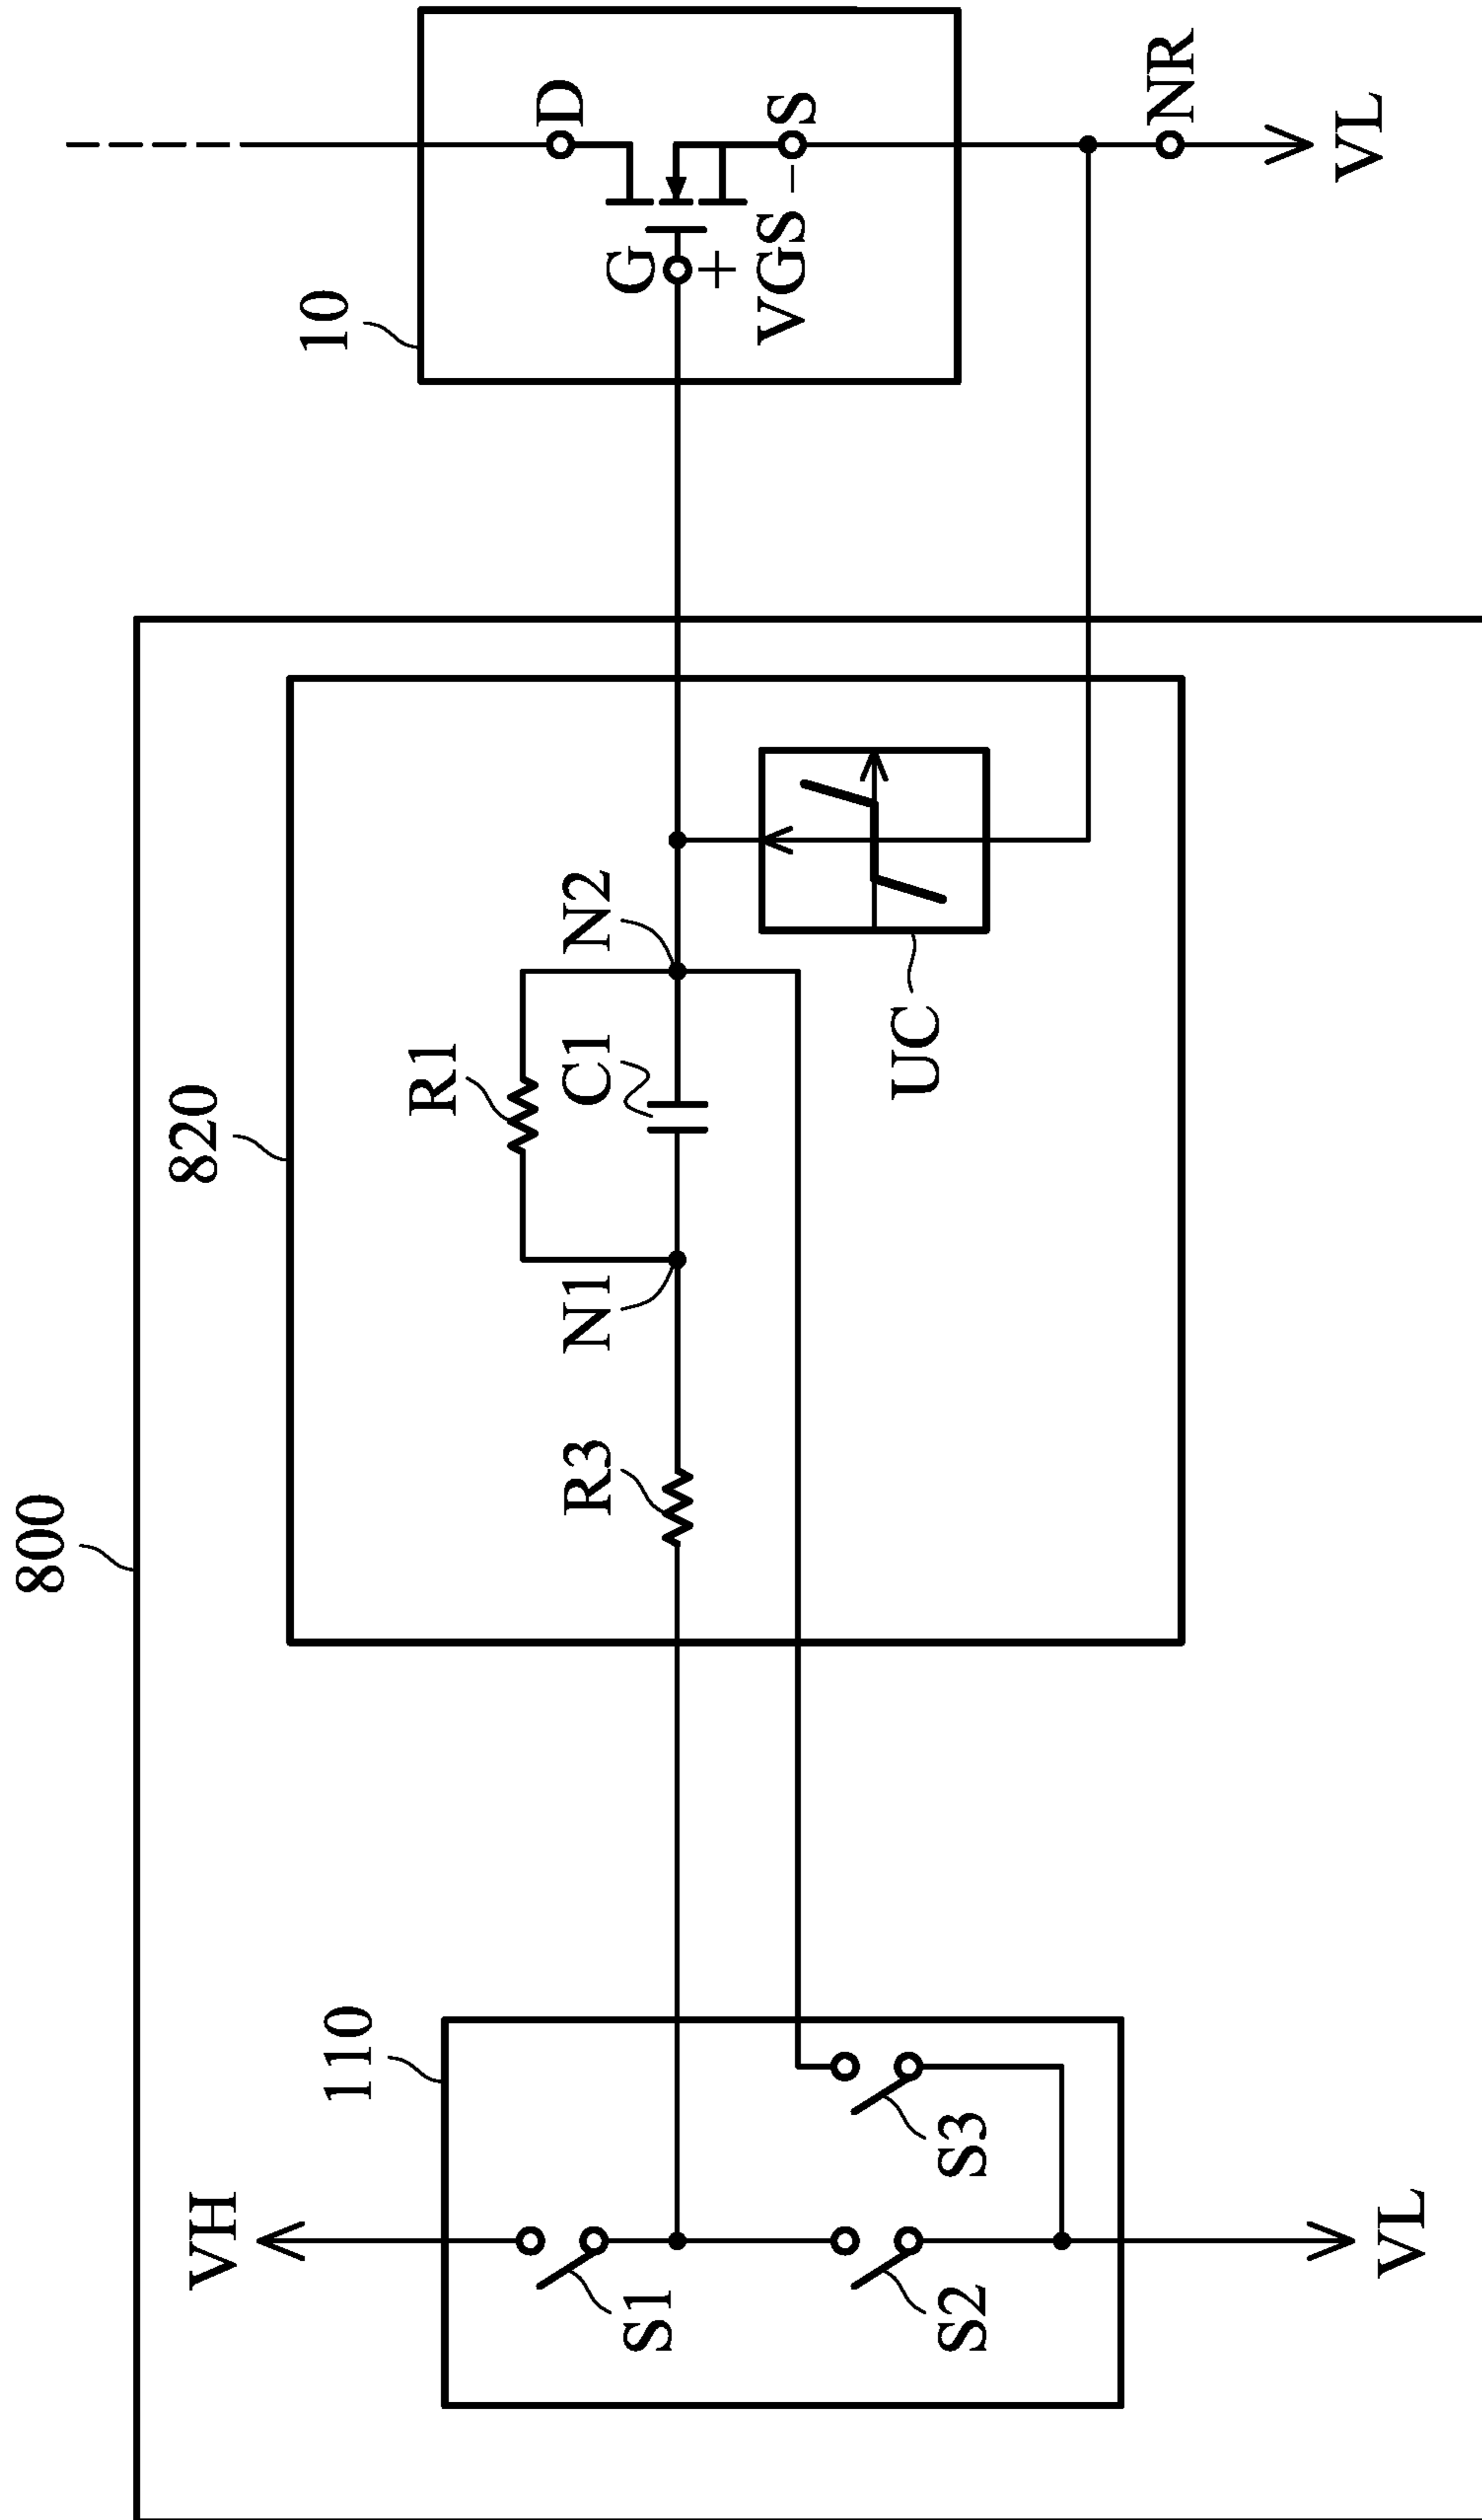 800
820
10
VH
110
R1
D
R3
N1
C1
N2
G
S1
+
VGS
–
S
S2
S3
UC
NR
VL
VL